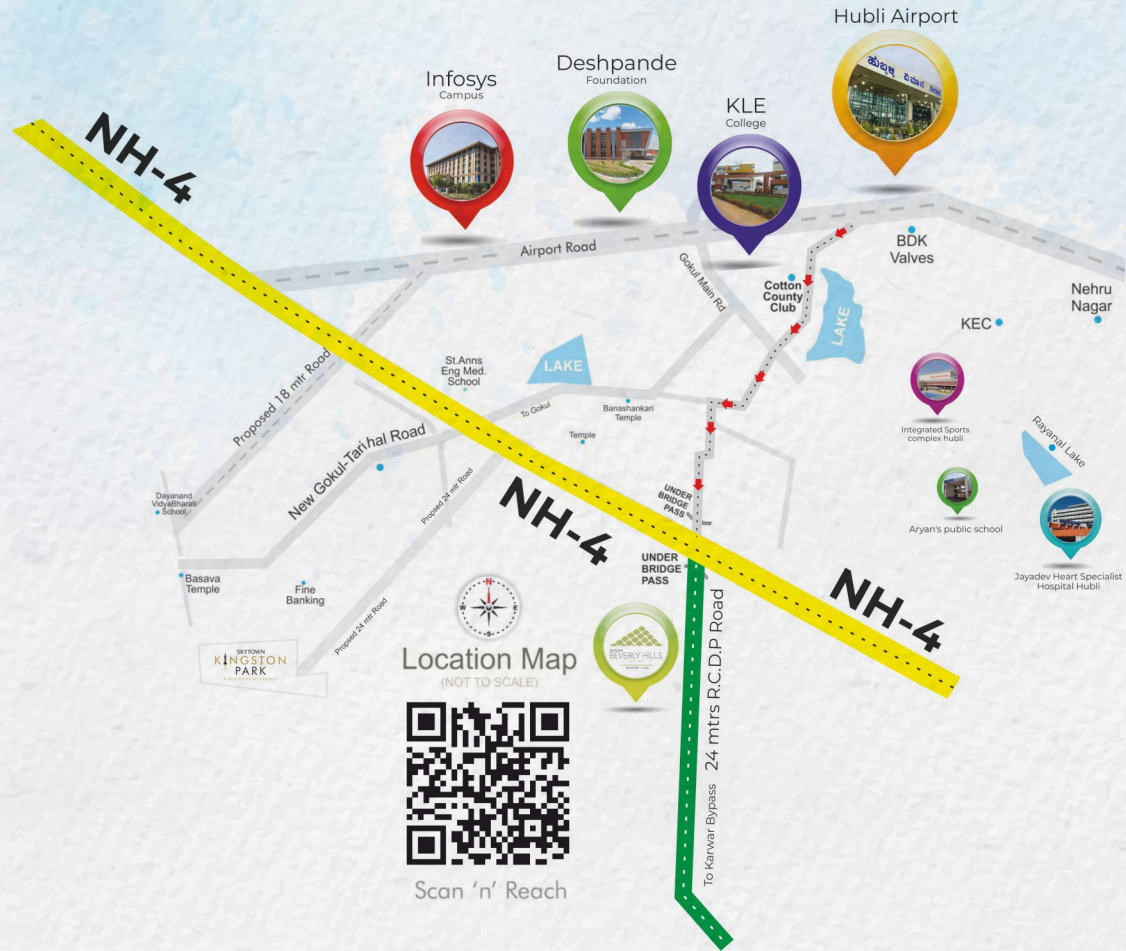 Hubli Airport
ಹುಬ್ಬಳ್ಳಿ ವಿಮಾನ ನಿಲ್ದಾಣ
Deshpande
Foundation
Infosys
Campus
KLE
College
NH-4
Airport Road
BDK
Valves
Gokul Main Rd
Cotton
County
Club
LAKE
Nehru
Nagar
KEC
Proposed 18 mtr Road
St.Anns
Eng Med.
School
LAKE
To Gokul
Banashankari
Temple
Temple
Integrated Sports
complex hubli
Rayanal Lake
New Gokul-Tarihal Road
Propsed 24 mtr Road
Dayanand
VidyaBharati
School
NH-4
UNDER
BRIDGE
PASS
Aryan's public school
Jayadev Heart Specialist
Hospital Hubli
UNDER
BRIDGE
PASS
NH-4
Basava
Temple
Fine
Banking
Propsed 24 mtr Road
N
W
E
S
SKYTOWN
KINGSTON
PARK
Location Map
(NOT TO SCALE)
BEVERLY HILLS
24 mtrs R.C.D.P Road
To Karwar Bypass
Scan 'n' Reach